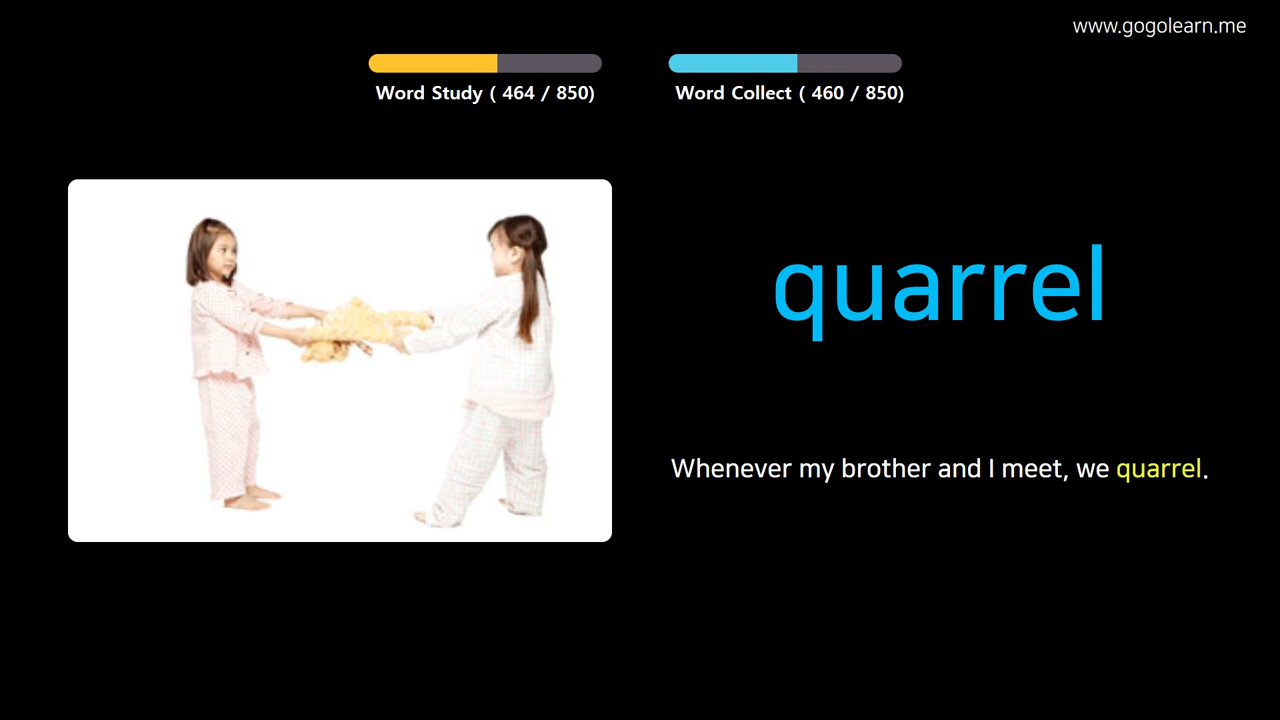 www.gogolearn.me
Word Study ( 464 / 850)
Word Collect ( 460 / 850)
quarrel
Whenever my brother and I meet, we quarrel.